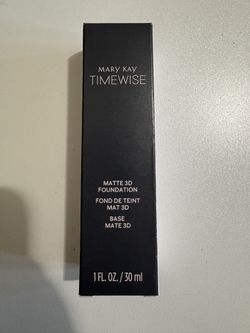 MARY KAY
TIMEWISE
MATTE 3D
FOUNDATION
FOND DE TEINT
MAT 3D
BASE
MATE 3D
1 FL. OZ. / 30 ml